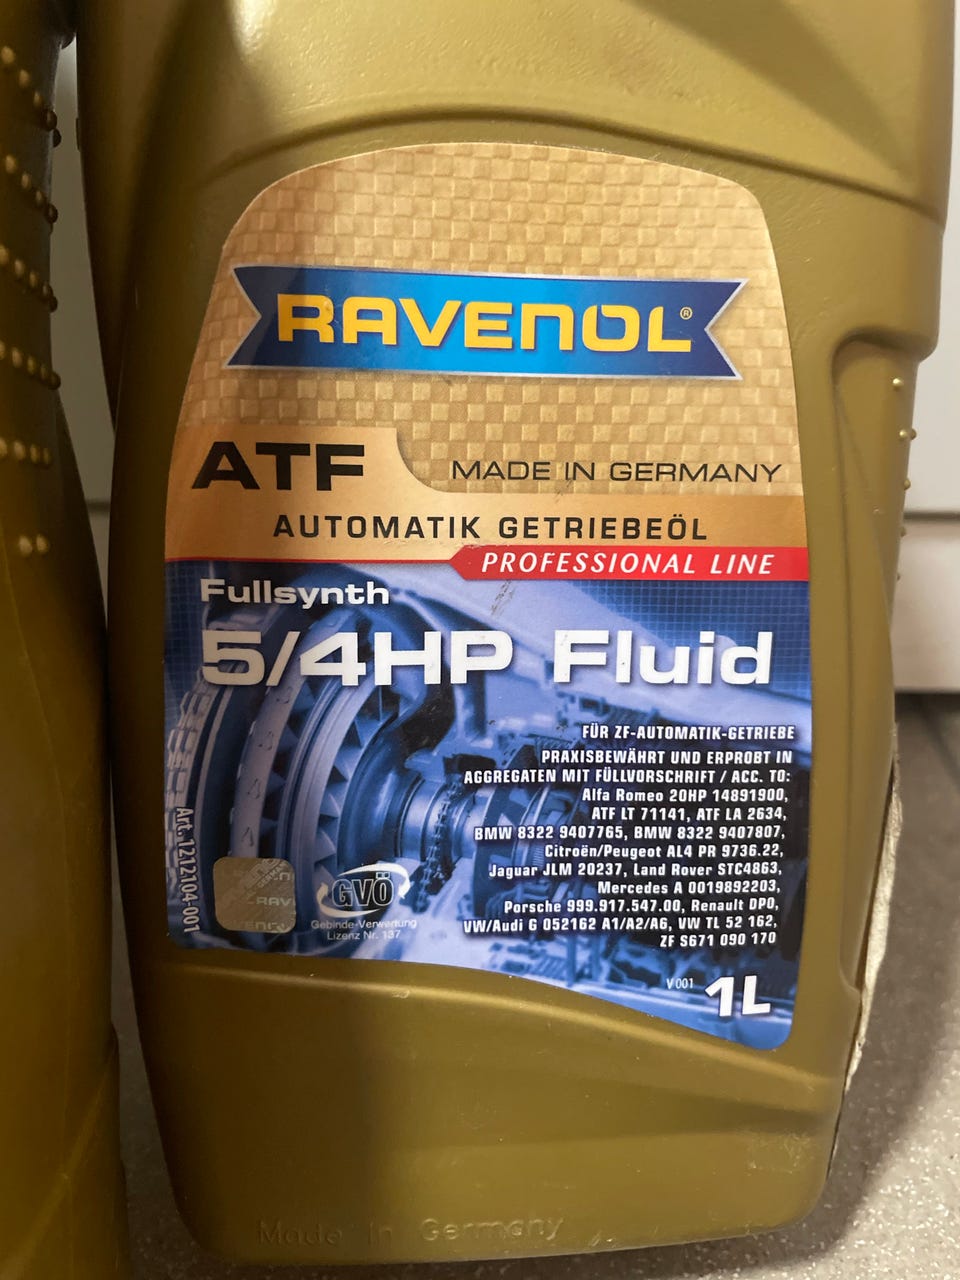 RAVENOL®
ATF
MADE IN GERMANY
AUTOMATIK GETRIEBEÖL
PROFESSIONAL LINE
Fullsynth
5/4HP Fluid
FÜR ZF-AUTOMATIK-GETRIEBE
PRAXISBEWÄHRT UND ERPROBT IN
AGGREGATEN MIT FÜLLVORSCHRIFT / ACC. TO:
Alfa Romeo 20HP 14891900,
ATF LT 71141, ATF LA 2634,
BMW 8322 9407765, BMW 8322 9407807,
Citroën/Peugeot AL4 PR 9736.22,
Jaguar JLM 20237, Land Rover STC4863,
Mercedes A 0019892203,
Porsche 999.917.547.00, Renault DPO,
VW/Audi G 052162 A1/A2/A6, VW TL 52 162,
ZF S671 090 170
Art. 1212104-001
GVÖ
Gebinde-Verwertung
Lizenz Nr. 137
V 001
1L
Made In Germany